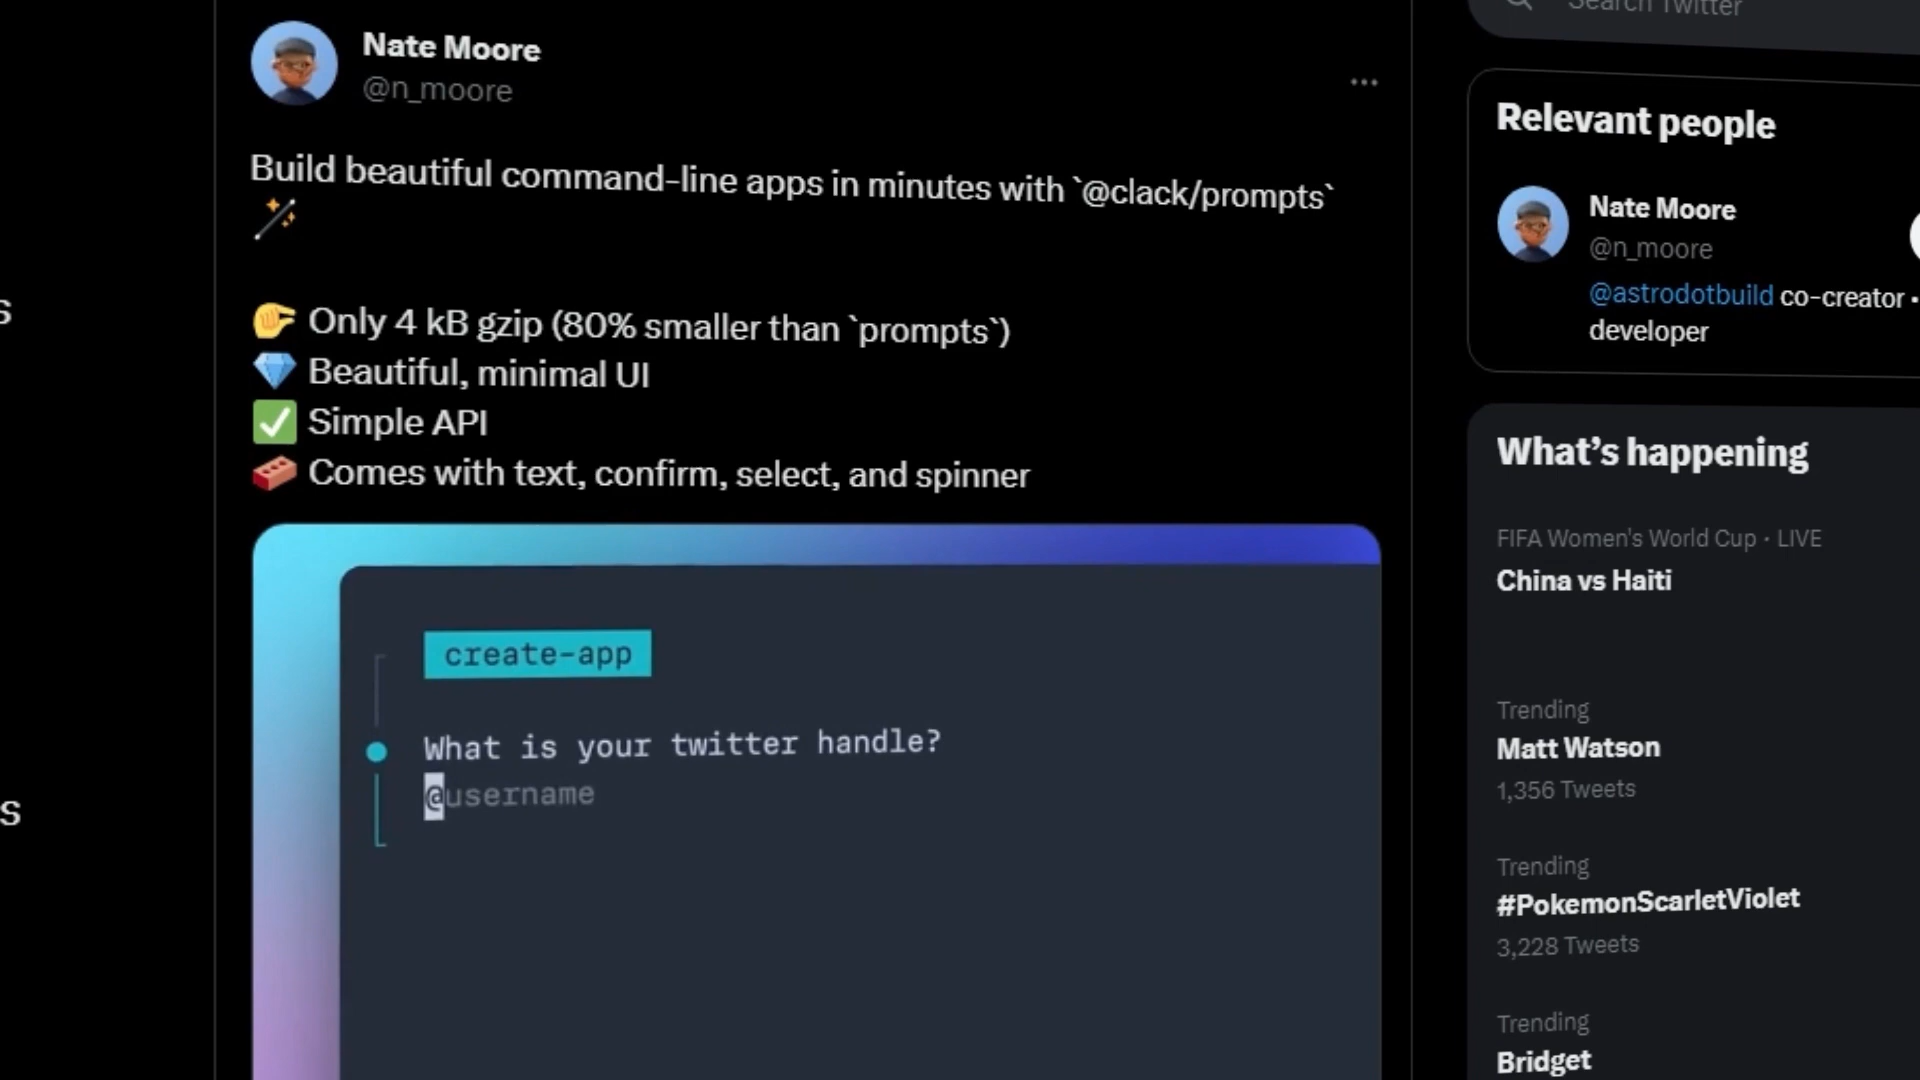 Nate Moore
@n_moore
Build beautiful command-line apps in minutes with `@clack/prompts`
Only 4 kB gzip (80% smaller than `prompts`)
Beautiful, minimal UI
Simple API
Comes with text, confirm, select, and spinner
create-app
What is your twitter handle?
@username
Search Twitter
Relevant people
Nate Moore
@n_moore
@astrodotbuild co-creator •
developer
What's happening
FIFA Women's World Cup · LIVE
China vs Haiti
Trending
Matt Watson
1,356 Tweets
Trending
#PokemonScarletViolet
3,228 Tweets
Trending
Bridget